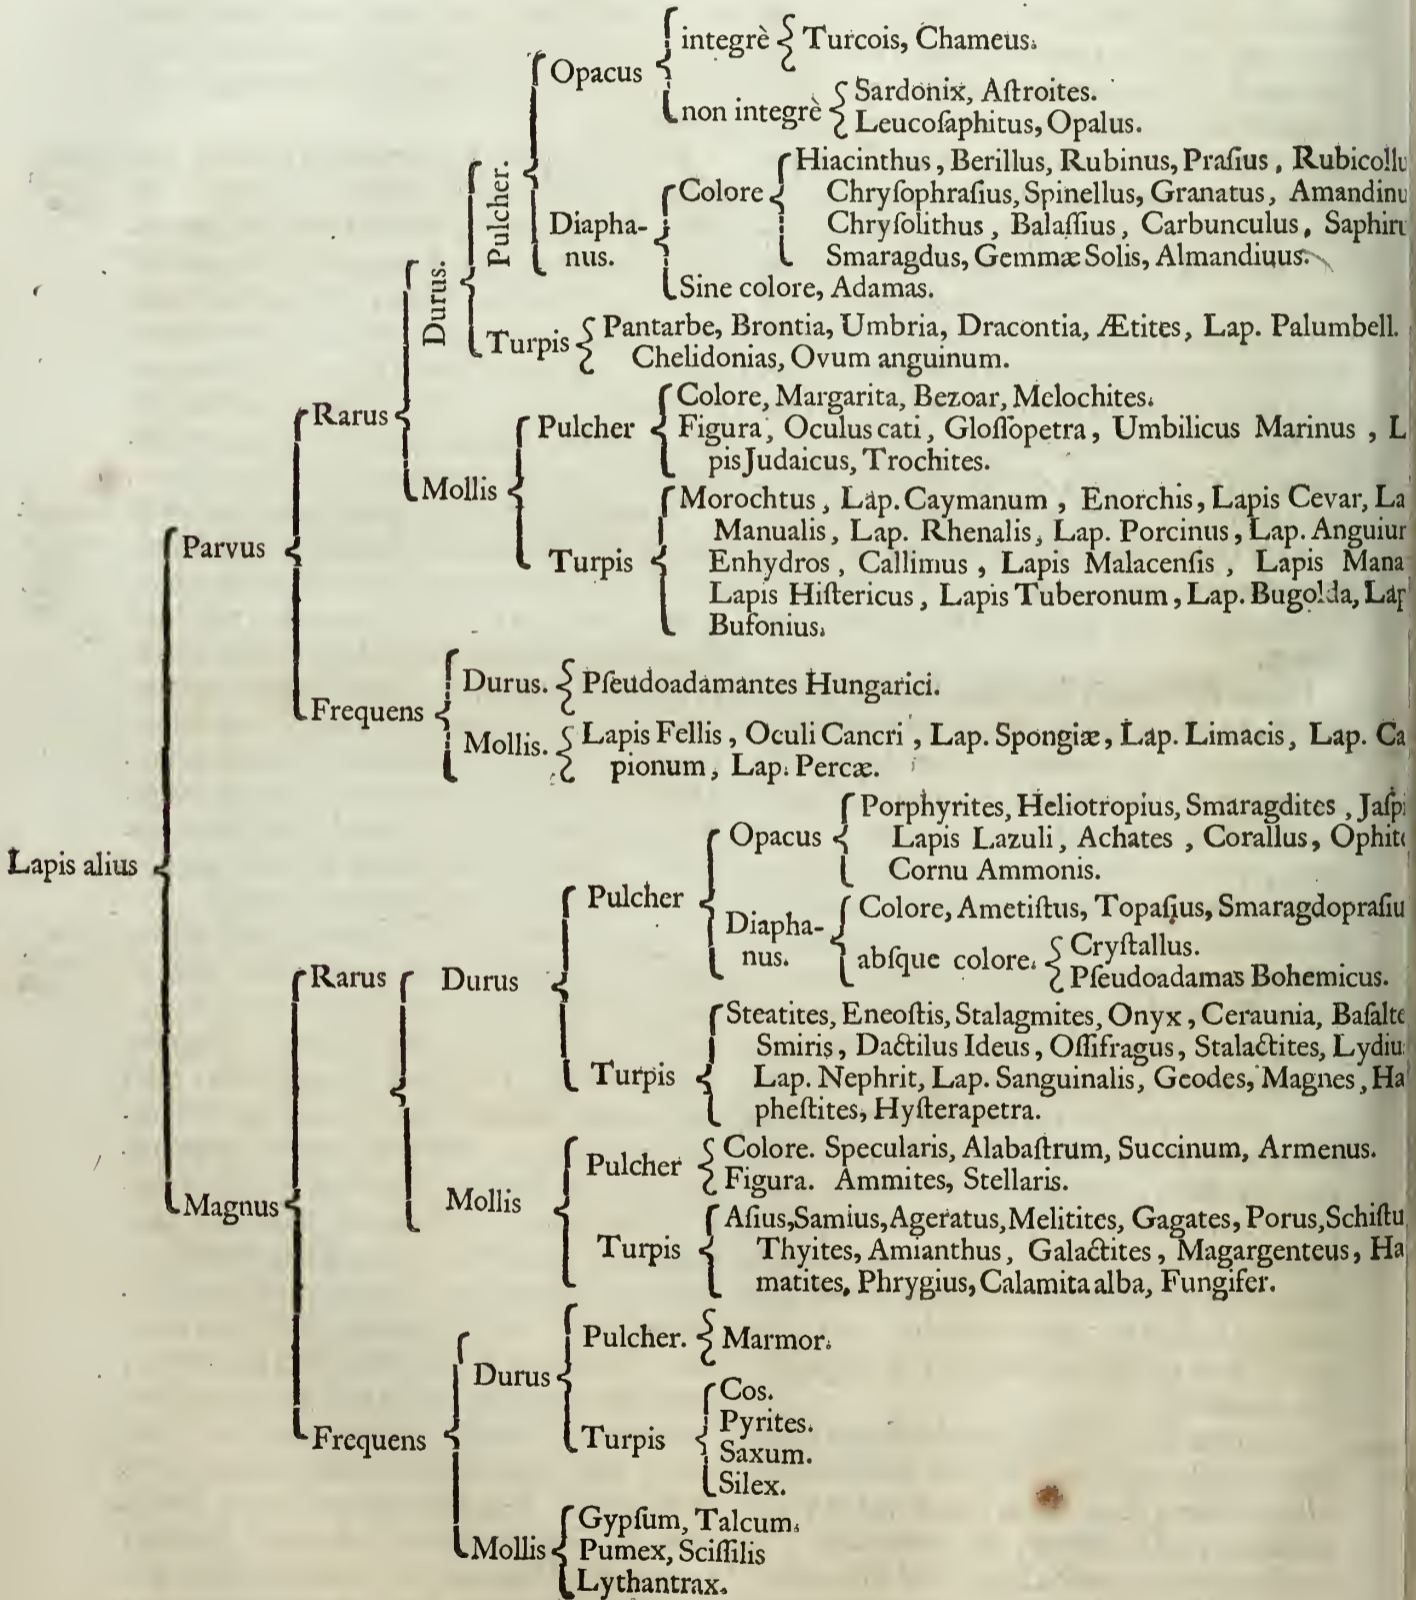 integrè Turcois, Chameus.
Opacus
non integrè Sardonix, Aſtroites.
Leucoſaphitus, Opalus.
Pulcher.
Hiacinthus, Berillus, Rubinus, Praſius, Rubicollu
Colore Chryſophraſius, Spinellus, Granatus, Amandinu
Diapha-
nus.
Chryſolithus, Balaſſius, Carbunculus, Saphiru
Smaragdus, Gemmæ Solis, Almandiuus.
Sine colore, Adamas.
Durus.
Turpis Pantarbe, Brontia, Umbria, Dracontia, Ætites, Lap. Palumbell.
Chelidonias, Ovum anguinum.
Rarus
Colore, Margarita, Bezoar, Melochites.
Pulcher Figura, Oculus cati, Gloſſopetra, Umbilicus Marinus, L
pis Judaicus, Trochites.
Mollis
Morochtus, Lap. Caymanum, Enorchis, Lapis Cevar, La
Manualis, Lap. Rhenalis, Lap. Porcinus, Lap. Anguiur
Turpis Enhydros, Callimus, Lapis Malacenſis, Lapis Mana
Lapis Hiſtericus, Lapis Tuberonum, Lap. Bugolda, Lap
Bufonius.
Parvus
Durus. Pſeudoadamantes Hungarici.
Frequens
Mollis. Lapis Fellis, Oculi Cancri, Lap. Spongiæ, Lap. Limacis, Lap. Ca
pionum, Lap. Percæ.
Lapis alius
Porphyrites, Heliotropius, Smaragdites, Jaſpi
Opacus Lapis Lazuli, Achates, Corallus, Ophite
Cornu Ammonis.
Pulcher
Colore, Ametiſtus, Topaſius, Smaragdopraſiu
Diapha-
nus.
abſque colore. Cryſtallus.
Pſeudoadamas Bohemicus.
Rarus Durus
Steatites, Eneoſtis, Stalagmites, Onyx, Ceraunia, Baſalte
Smiris, Dactilus Ideus, Oſſifragus, Stalactites, Lydiu
Turpis Lap. Nephrit, Lap. Sanguinalis, Geodes, Magnes, Ha
pheſtites, Hyſterapetra.
Pulcher Colore. Specularis, Alabaſtrum, Succinum, Armenus.
Figura. Ammites, Stellaris.
Magnus
Mollis
Aſius, Samius, Ageratus, Melitites, Gagates, Porus, Schiſtu
Turpis Thyites, Amianthus, Galactites, Magargenteus, Ha
matites, Phrygius, Calamita alba, Fungifer.
Pulcher. Marmor.
Durus
Cos.
Turpis Pyrites.
Saxum.
Silex.
Frequens
Gypſum, Talcum.
Mollis Pumex, Sciſſilis
Lythantrax.